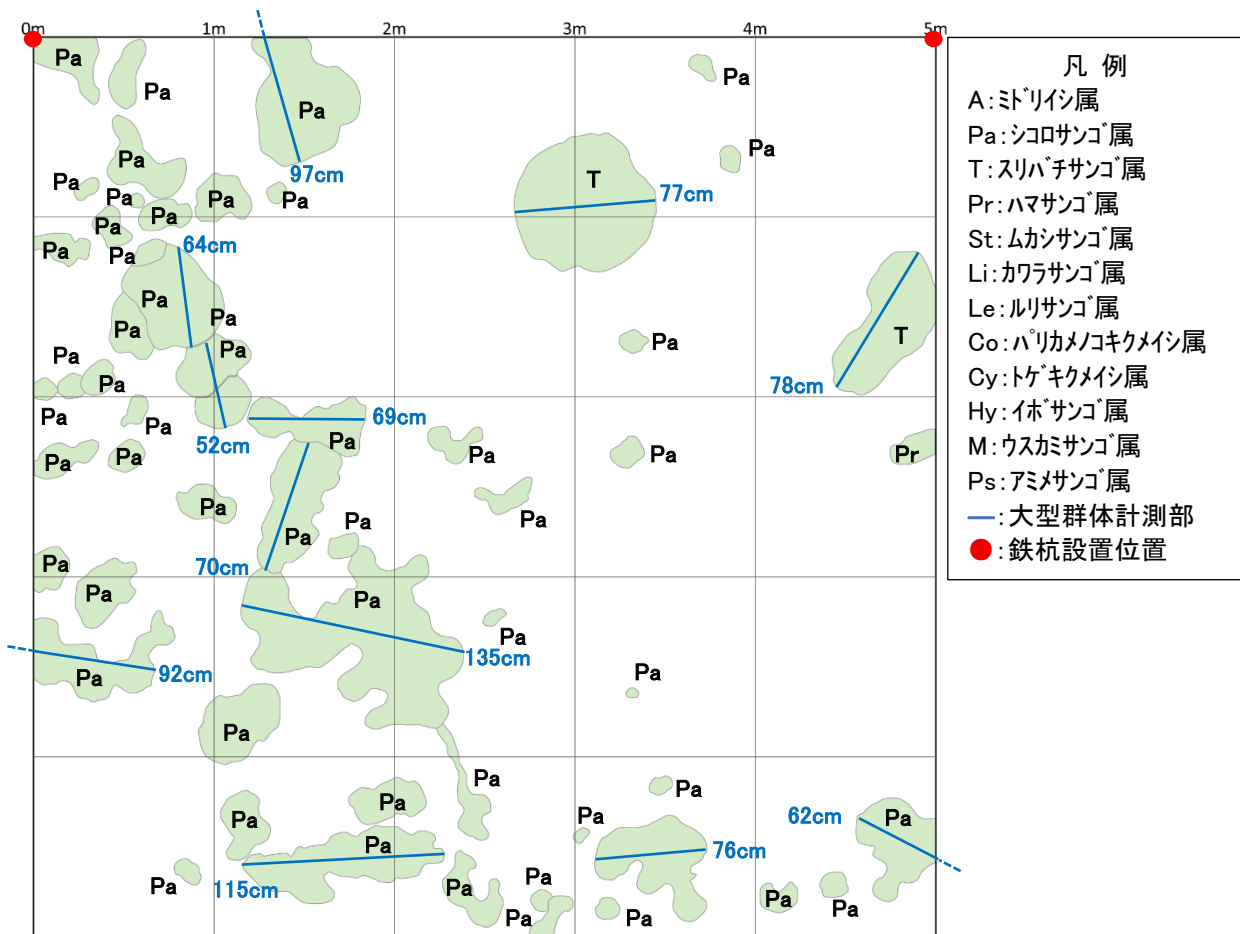 0m 1m 2m 3m 4m 5m
Pa
Pa
Pa
Pa
Pa
97cm
Pa
Pa
Pa
Pa
Pa
Pa
Pa
T
77cm
Pa
Pa
Pa
64cm
Pa
Pa
Pa
Pa
Pa
T
78cm
Pa
Pa
Pa
Pa
Pa
52cm
69cm
Pa
Pa
Pa
Pr
Pa
Pa
Pa
Pa
Pa
Pa
70cm
Pa
Pa
Pa
Pa
135cm
Pa
92cm
Pa
Pa
Pa
Pa
Pa
Pa
Pa
Pa
115cm
Pa
Pa
76cm
62cm
Pa
Pa
Pa
Pa
Pa
Pa
Pa
凡 例
A:ミドリイシ属
Pa:シコロサンゴ属
T:スリバチサンゴ属
Pr:ハマサンゴ属
St:ムカシサンゴ属
Li:カワラサンゴ属
Le:ルリサンゴ属
Co:パリカメノコキクメイシ属
Cy:トゲキクメイシ属
Hy:イボサンゴ属
M:ウスカミサンゴ属
Ps:アミメサンゴ属
:大型群体計測部
:鉄杭設置位置